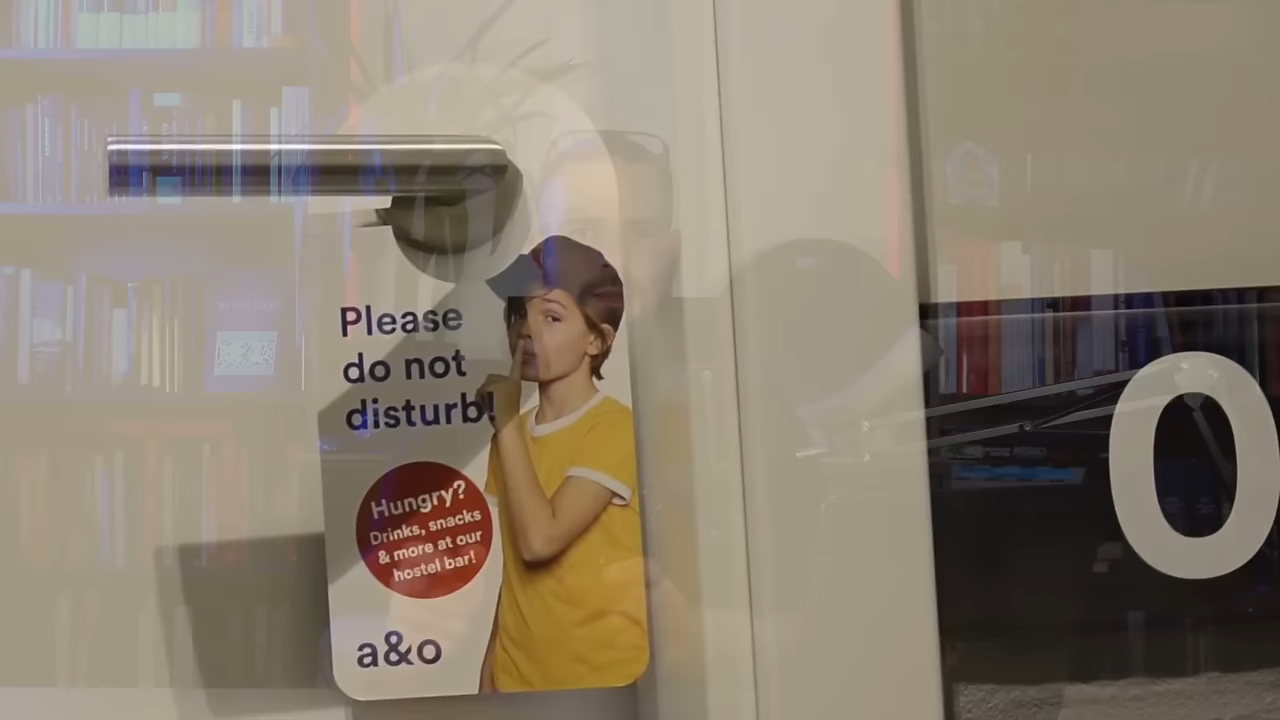 Please
do not
disturb!
Hungry?
Drinks, snacks
& more at our
hostel bar!
a&o
0